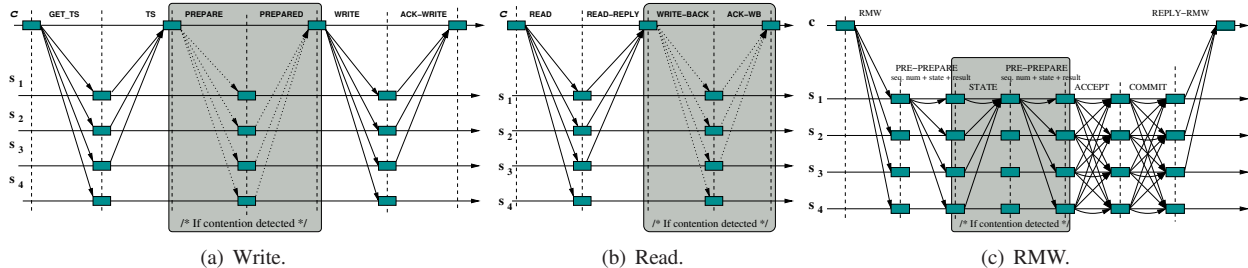 C GET_TS TS PREPARE PREPARED WRITE ACK-WRITE
s 1
s 2
s 3
s 4
/* If contention detected */
(a) Write.
C READ READ-REPLY WRITE-BACK ACK-WB
s 1
s 2
s 3
s 4
/* If contention detected */
(b) Read.
c RMW REPLY-RMW
PRE-PREPARE PRE-PREPARE
seq. num + state + result seq. num + state + result
STATE ACCEPT COMMIT
s 1
s 2
s 3
s 4
/* If contention detected */
(c) RMW.